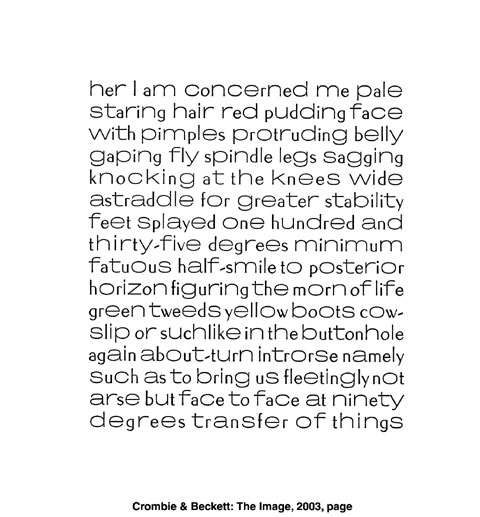 her I am concerned me pale
staring hair red pudding face
with pimples protruding belly
gaping fly spindle legs sagging
knocking at the knees wide
astraddle for greater stability
feet splayed one hundred and
thirty-five degrees minimum
fatuous half-smile to posterior
horizon figuring the morn of life
green tweeds yellow boots cow-
slip or suchlike in the buttonhole
again about-turn introrse namely
such as to bring us fleetingly not
arse but face to face at ninety
degrees transfer of things
Crombie & Beckett: The Image, 2003, page